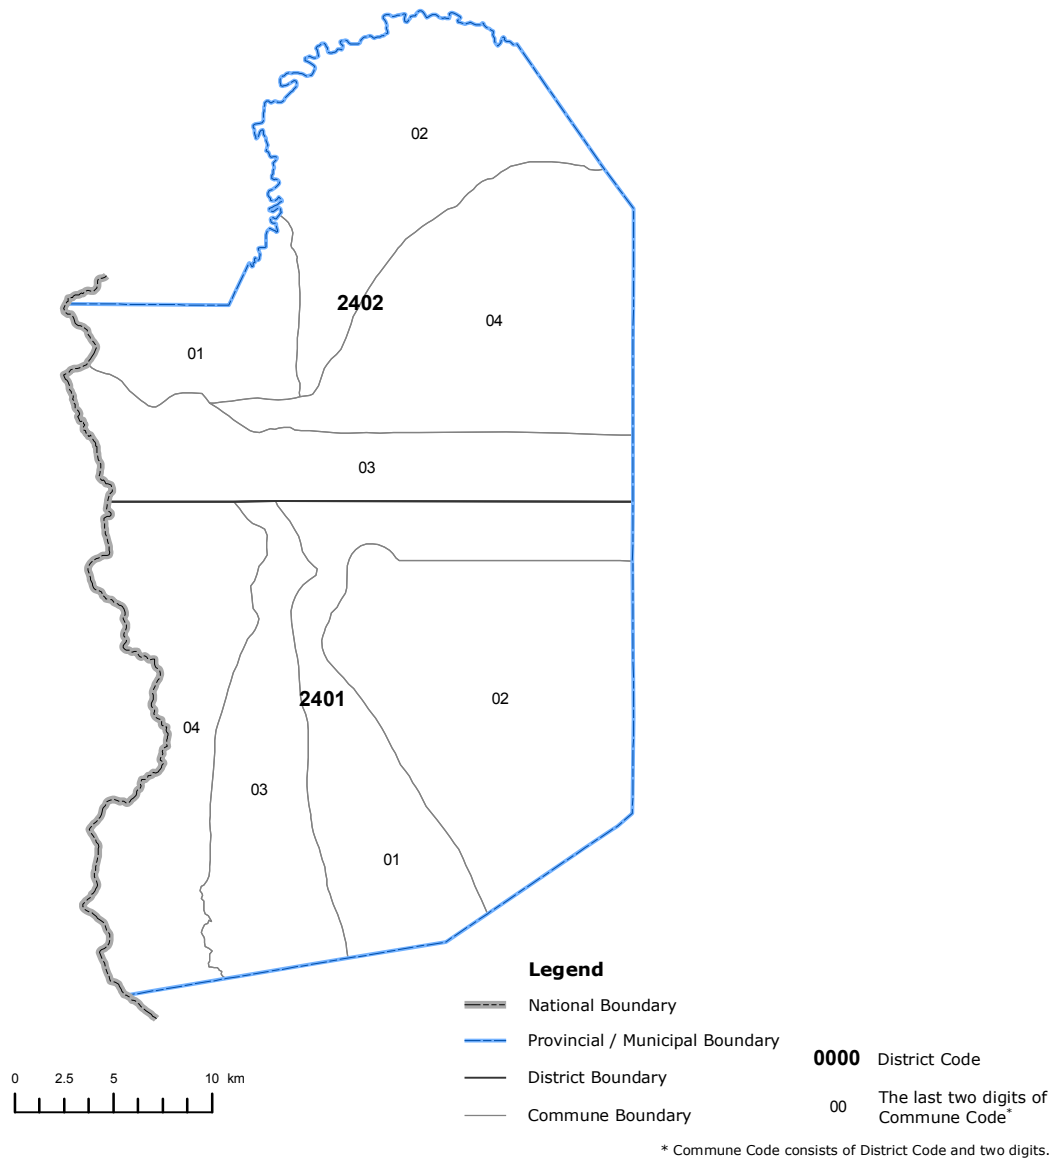 02
2402
04
01
03
2401
02
04
03
01
Legend
National Boundary
Provincial / Municipal Boundary
District Boundary
Commune Boundary
0000 District Code
00 The last two digits of
Commune Code*
0 2.5 5 10 km
* Commune Code consists of District Code and two digits.